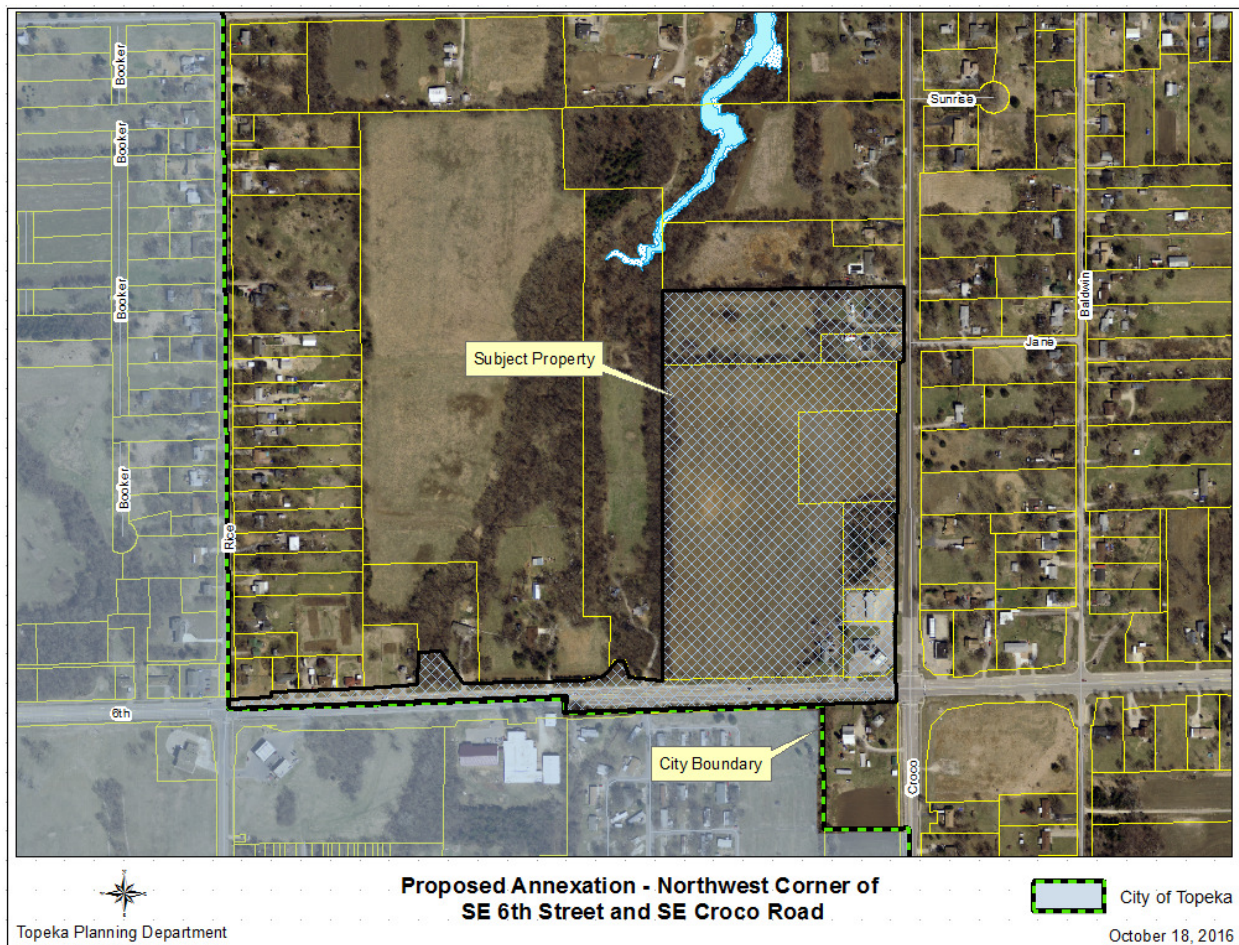 Booker
Booker
Sunrise
Booker
Baldwin
Jane
Subject Property
Booker
Rice
6th
City Boundary
Croco
Proposed Annexation - Northwest Corner of
SE 6th Street and SE Croco Road
City of Topeka
Topeka Planning Department
October 18, 2016